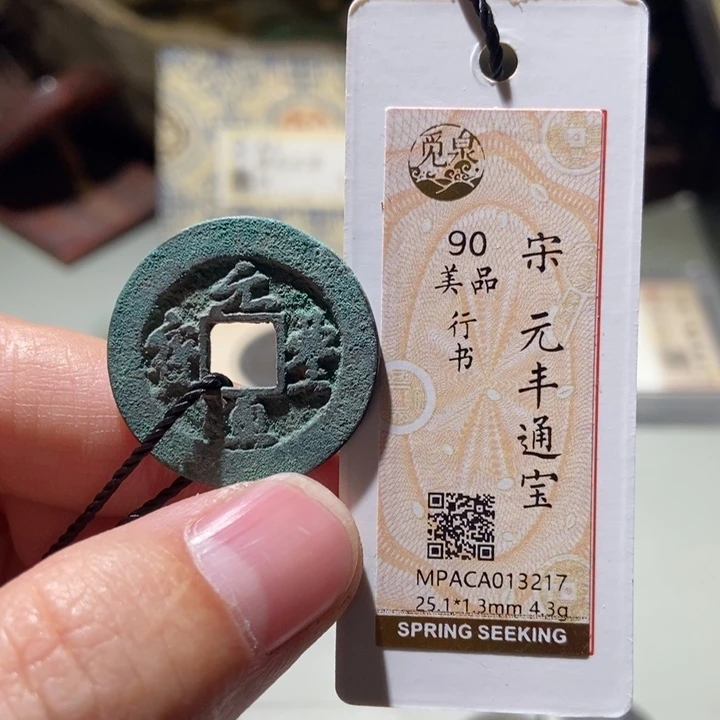 元豐通寳
觅泉
宋 元丰通宝
90
美品
行书
MPACA013217
25.1*1.3mm 4.3g
SPRING SEEKING